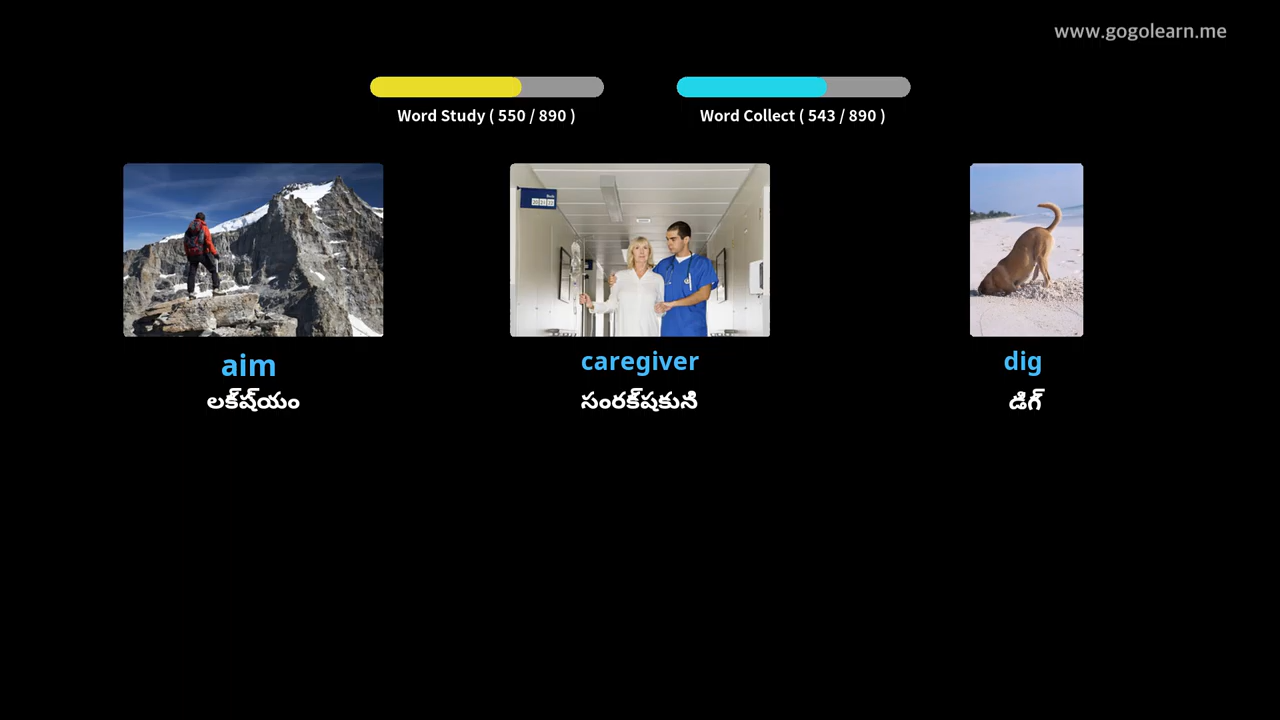 www.gogolearn.me
Word Study ( 550 / 890 )
Word Collect ( 543 / 890 )
aim
caregiver
dig
లక్ష్యం
సంరక్షకుని
డిగ్